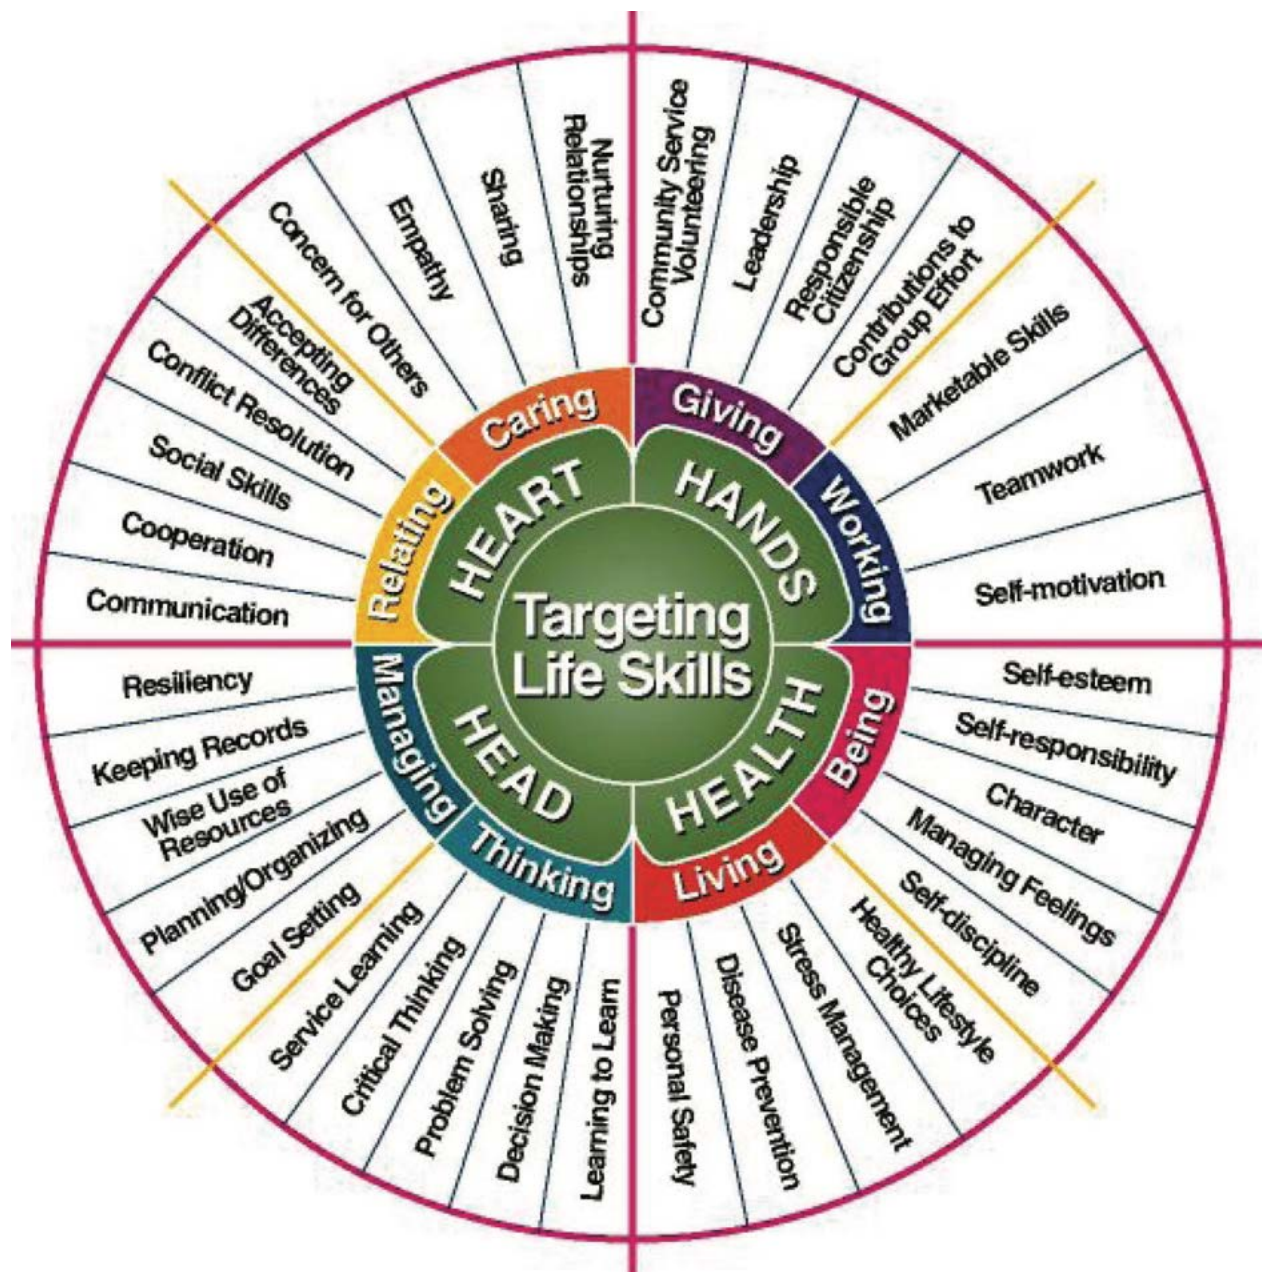 Targeting
Life Skills
HEART
HANDS
HEALTH
HEAD
Caring
Giving
Working
Being
Living
Thinking
Managing
Relating
Nurturing
Relationships
Sharing
Empathy
Concern for Others
Community Service
Volunteering
Leadership
Responsible
Citizenship
Contributions to
Group Effort
Marketable Skills
Teamwork
Self-motivation
Self-esteem
Self-responsibility
Character
Managing Feelings
Self-discipline
Healthy Lifestyle
Choices
Stress Management
Disease Prevention
Personal Safety
Learning to Learn
Decision Making
Problem Solving
Critical Thinking
Service Learning
Goal Setting
Planning/Organizing
Wise Use of
Resources
Keeping Records
Resiliency
Communication
Cooperation
Social Skills
Conflict Resolution
Accepting
Differences